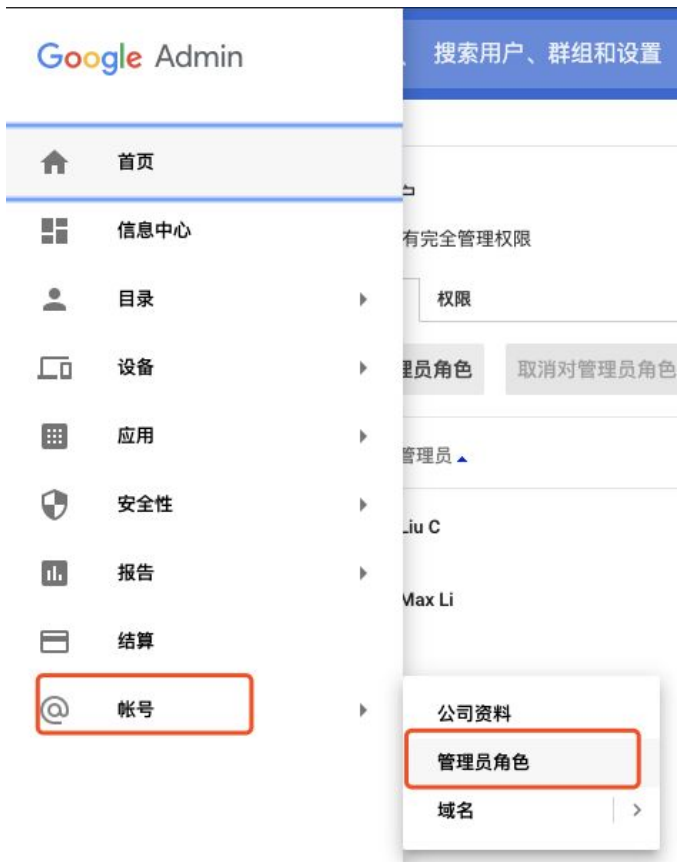 Google Admin
搜索用户、群组和设置
首页
信息中心
有完全管理权限
目录
权限
设备
理员角色
取消对管理员角色
应用
管理员
安全性
Liu C
报告
Max Li
结算
帐号
公司资料
管理员角色
域名